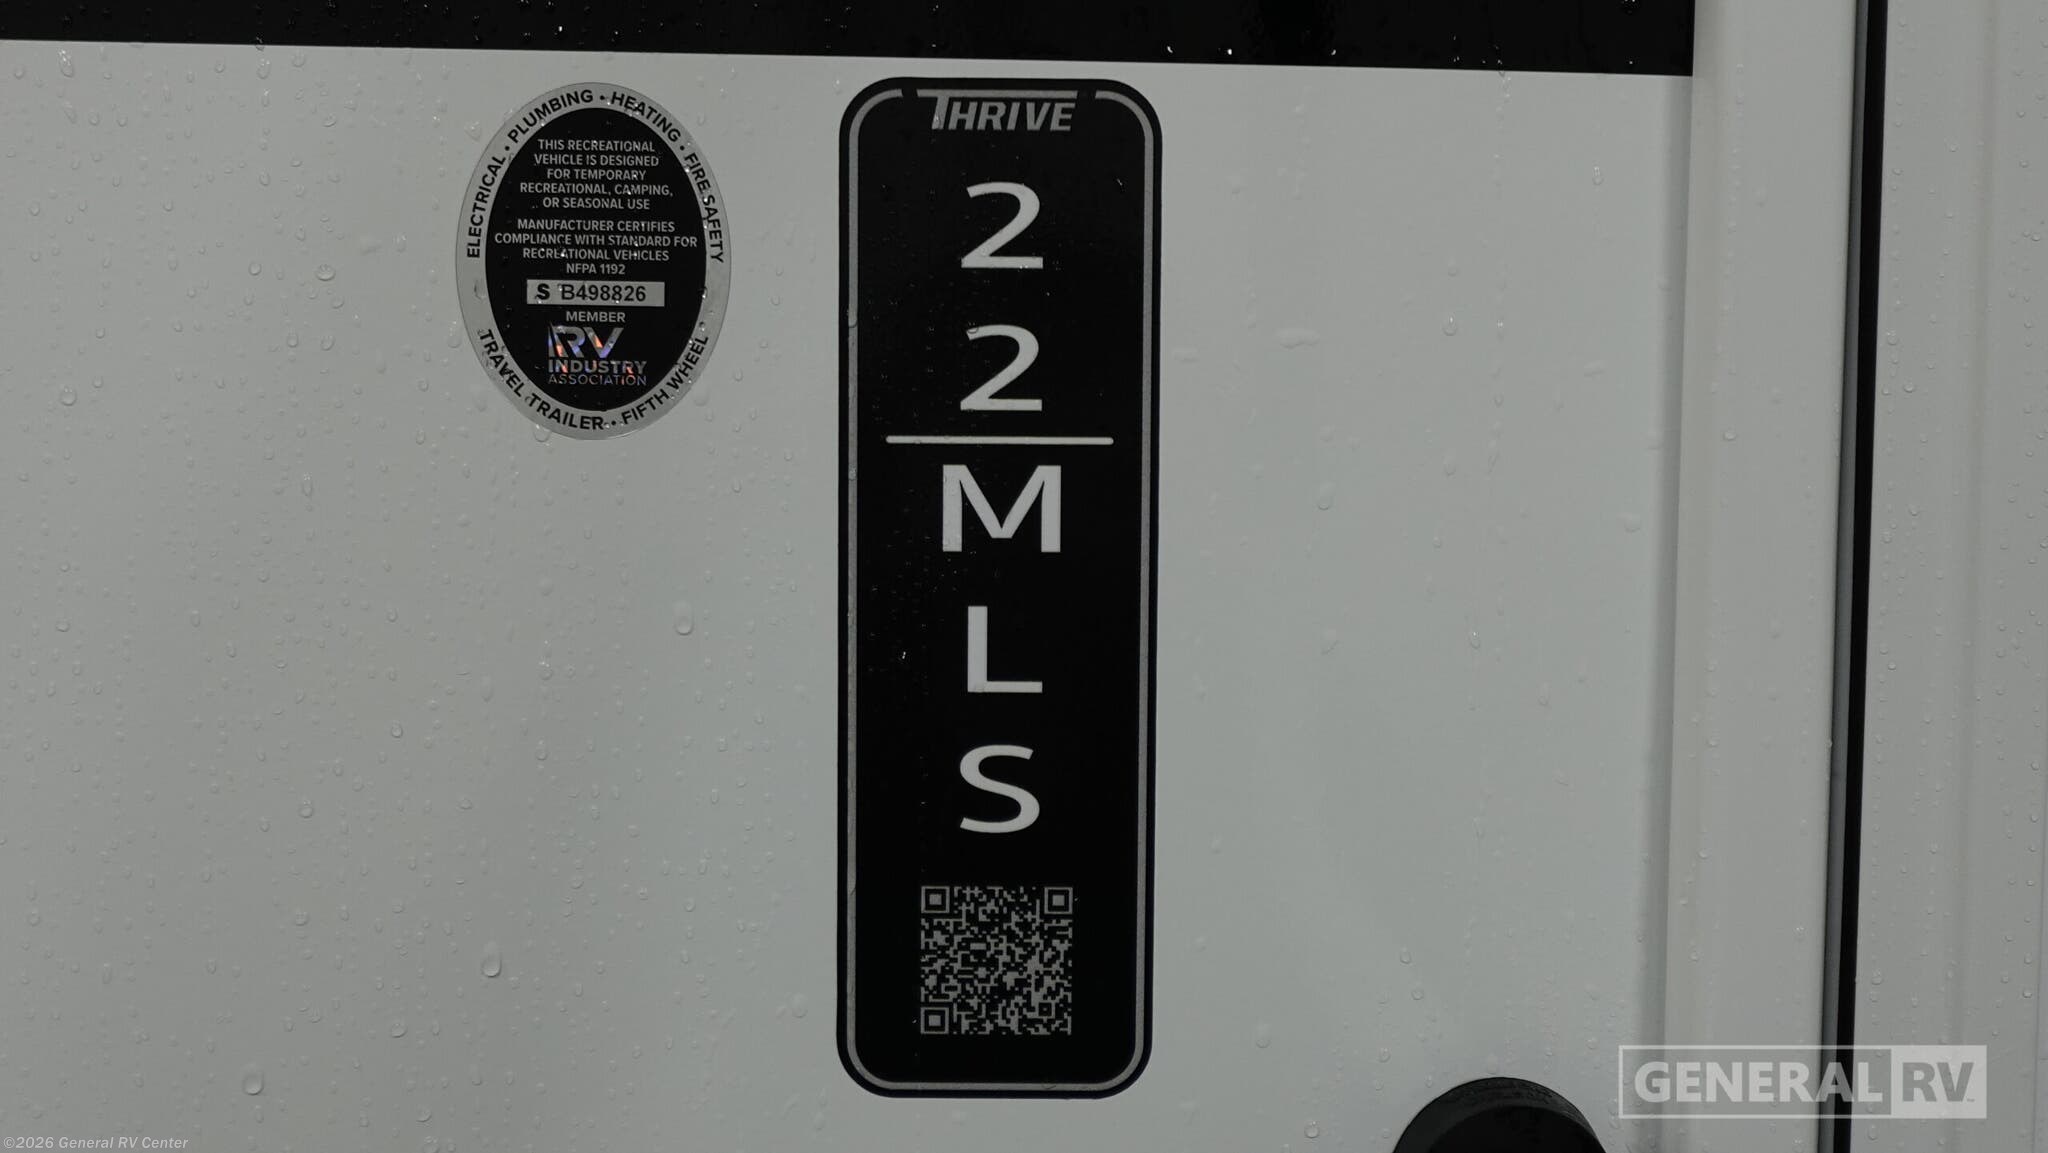 ELECTRICAL • PLUMBING • HEATING • FIRE SAFETY
THIS RECREATIONAL
VEHICLE IS DESIGNED
FOR TEMPORARY
RECREATIONAL, CAMPING,
OR SEASONAL USE
MANUFACTURER CERTIFIES
COMPLIANCE WITH STANDARD FOR
RECREATIONAL VEHICLES
NFPA 1192
S B498826
MEMBER
RV
INDUSTRY
ASSOCIATION
TRAVEL TRAILER • FIFTH WHEEL •
THRIVE
2
2
M
L
S
GENERAL RV
©2026 General RV Center